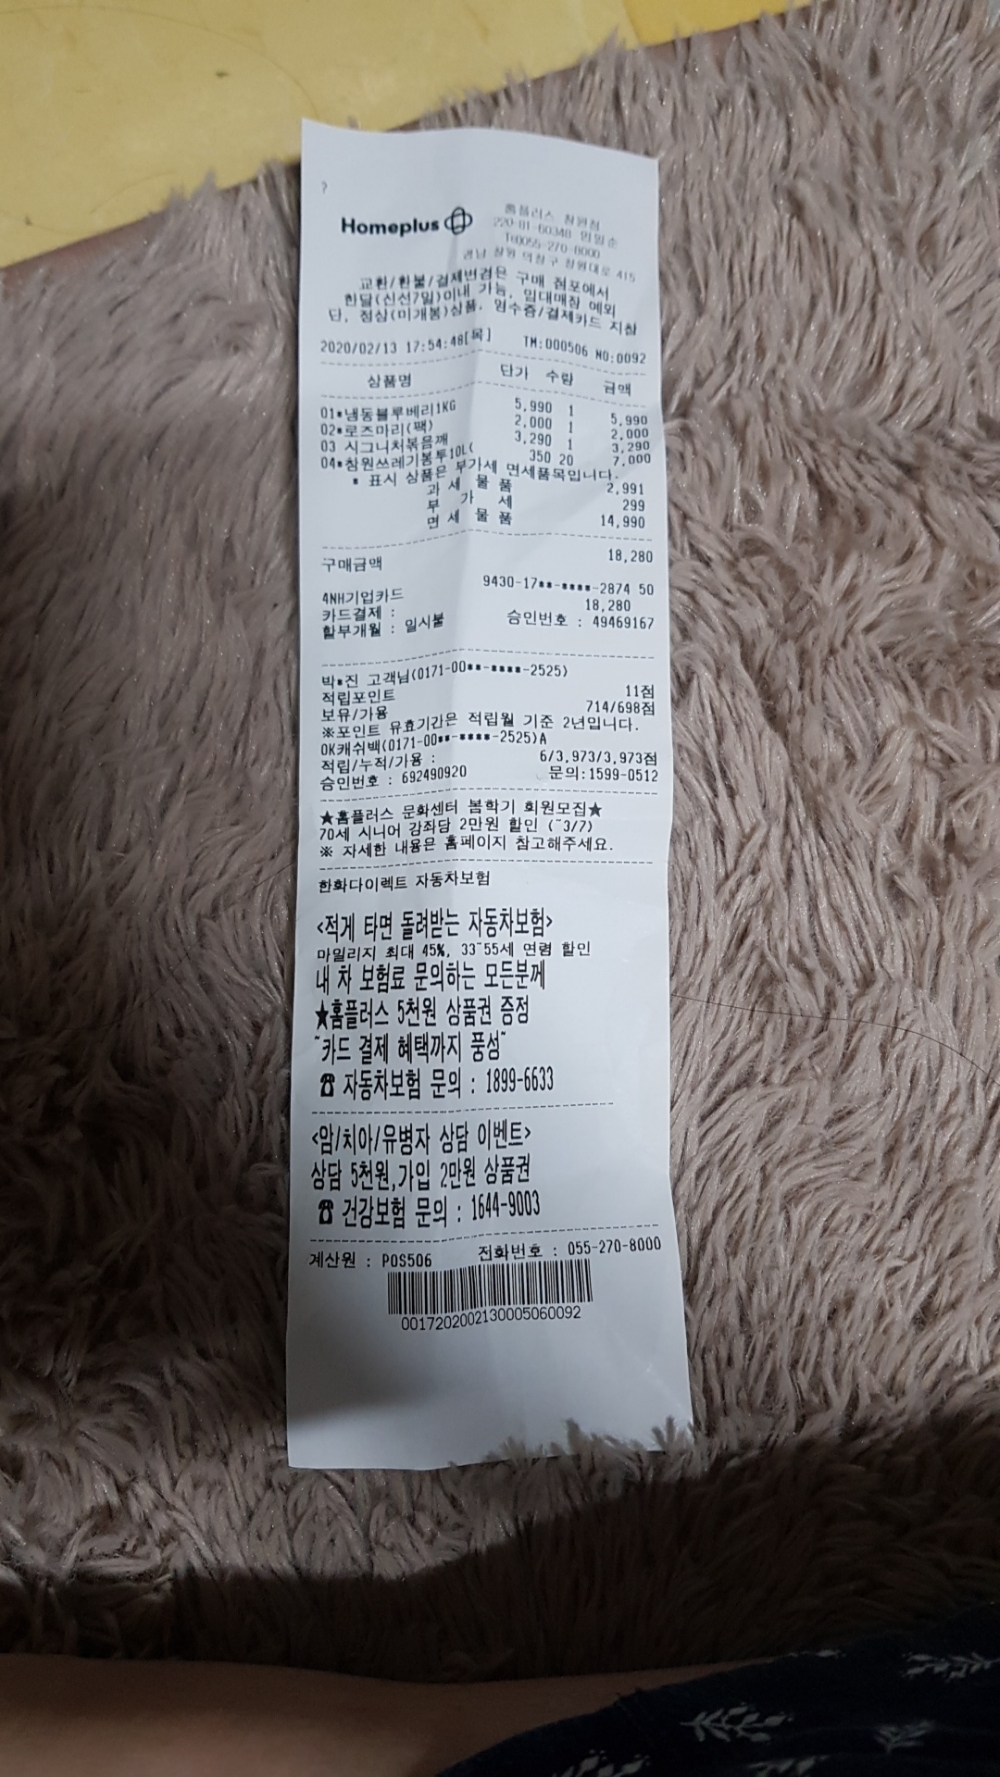 ?
Homeplus
홈플러스 창원점
220-81-60348 임일순
Tel)055-270-8000
경남 창원 의창구 창원대로 415
교환/환불/결제변경은 구매 점포에서
한달(신선7일)이내 가능, 임대매장 예외
단, 정상(미개봉)상품, 영수증/결제카드 지참
2020/02/13 17:54:48[목] TM:D00506 NO:0092
상품명 단가 수량 금액
01*냉동블루베리1KG 5,990 1 5,990
02*로즈마리(팩) 2,000 1 2,000
03 시그니처볶음깨 3,290 1 3,290
04*창원쓰레기봉투10L( 350 20 7,000
* 표시 상품은 부가세 면세품목입니다.
과 세 물 품 2,991
부 가 세 299
면 세 물 품 14,990
구매금액 18,280
4NH기업카드 9430-17**-****-2874 50
카드결제 : 18,280
할부개월 : 일시불 승인번호 : 49469167
박*진 고객님(0171-00**-****-2525)
적립포인트 11점
보유/가용 714/698점
※포인트 유효기간은 적립월 기준 2년입니다.
OK캐쉬백(0171-00**-****-2525)A
적립/누적/가용 : 6/3,973/3,973점
승인번호 : 692490920 문의:1599-0512
★홈플러스 문화센터 봄학기 회원모집★
70세 시니어 강좌당 2만원 할인 (~3/7)
※ 자세한 내용은 홈페이지 참고해주세요.
한화다이렉트 자동차보험
<적게 타면 돌려받는 자동차보험>
마일리지 최대 45%, 33~55세 연령 할인
내 차 보험료 문의하는 모든분께
★홈플러스 5천원 상품권 증정
"카드 결제 혜택까지 풍성"
☎ 자동차보험 문의 : 1899-6633
<암/치아/유병자 상담 이벤트>
상담 5천원,가입 2만원 상품권
☎ 건강보험 문의 : 1644-9003
계산원 : POS506 전화번호 : 055-270-8000
0017202002130005060092